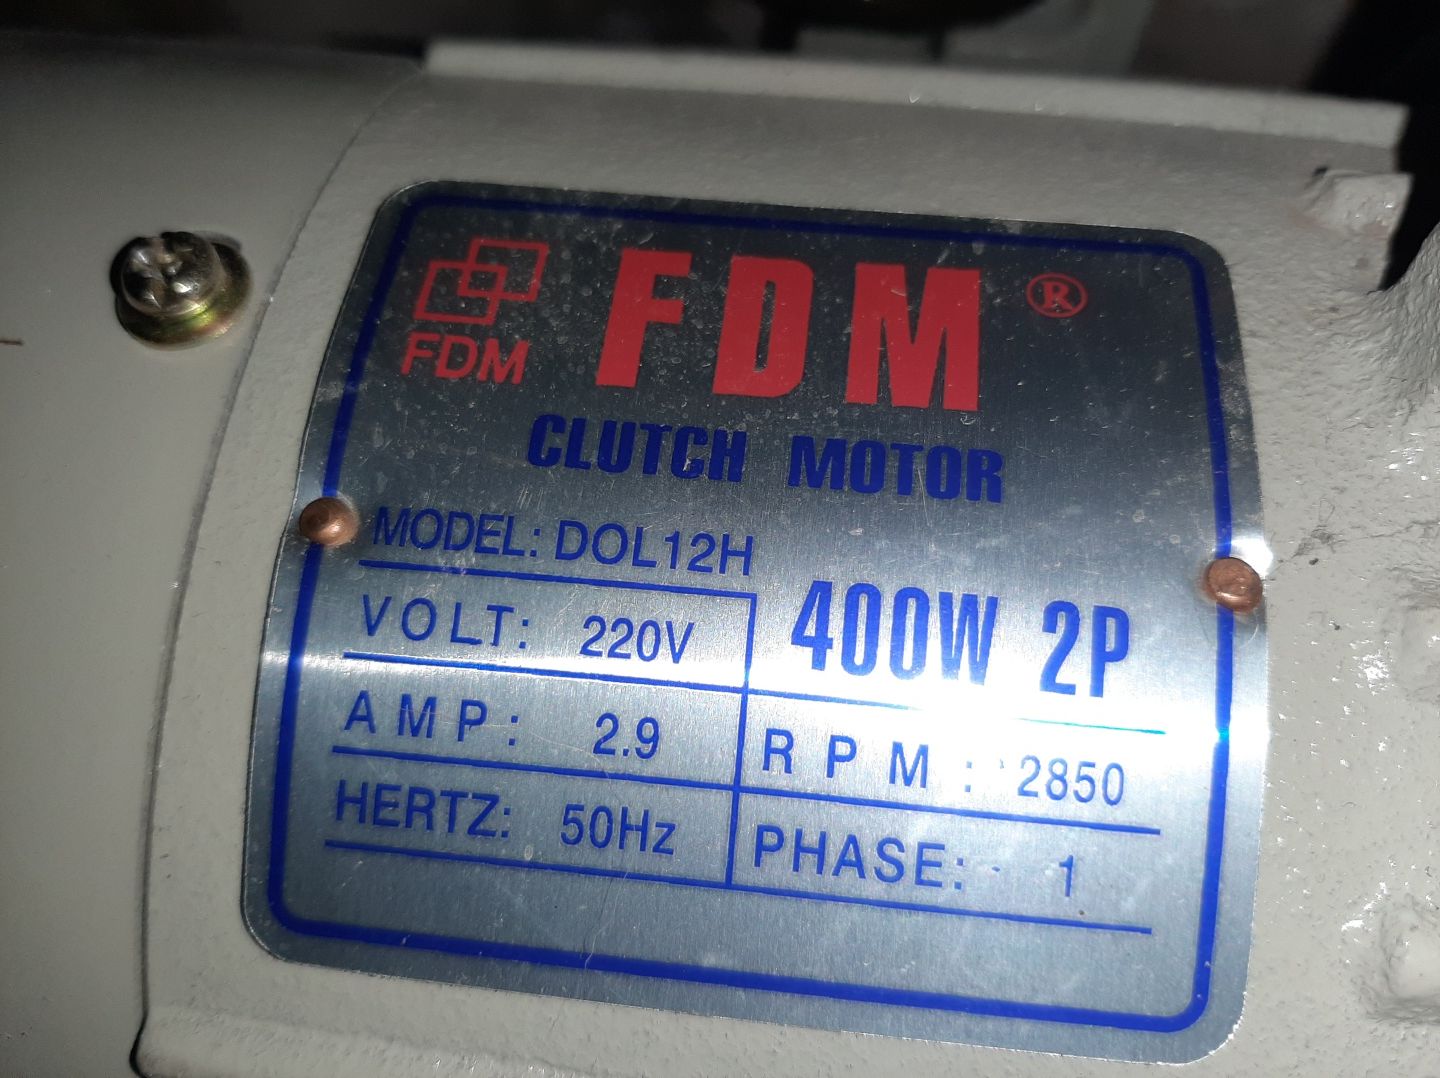 FDM
FDM ®
CLUTCH MOTOR
MODEL: DOL12H
400W 2P
VOLT: 220V
AMP: 2.9
RPM: 2850
HERTZ: 50Hz
PHASE: 1